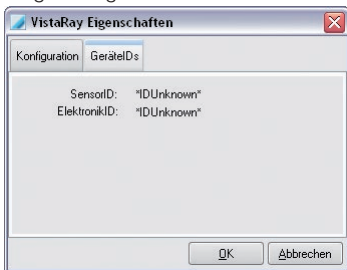 VistaRay Eigenschaften
Konfiguration GeräteIDs
SensorID: *IDUnknown*
ElektronikID: *IDUnknown*
OK Abbrechen